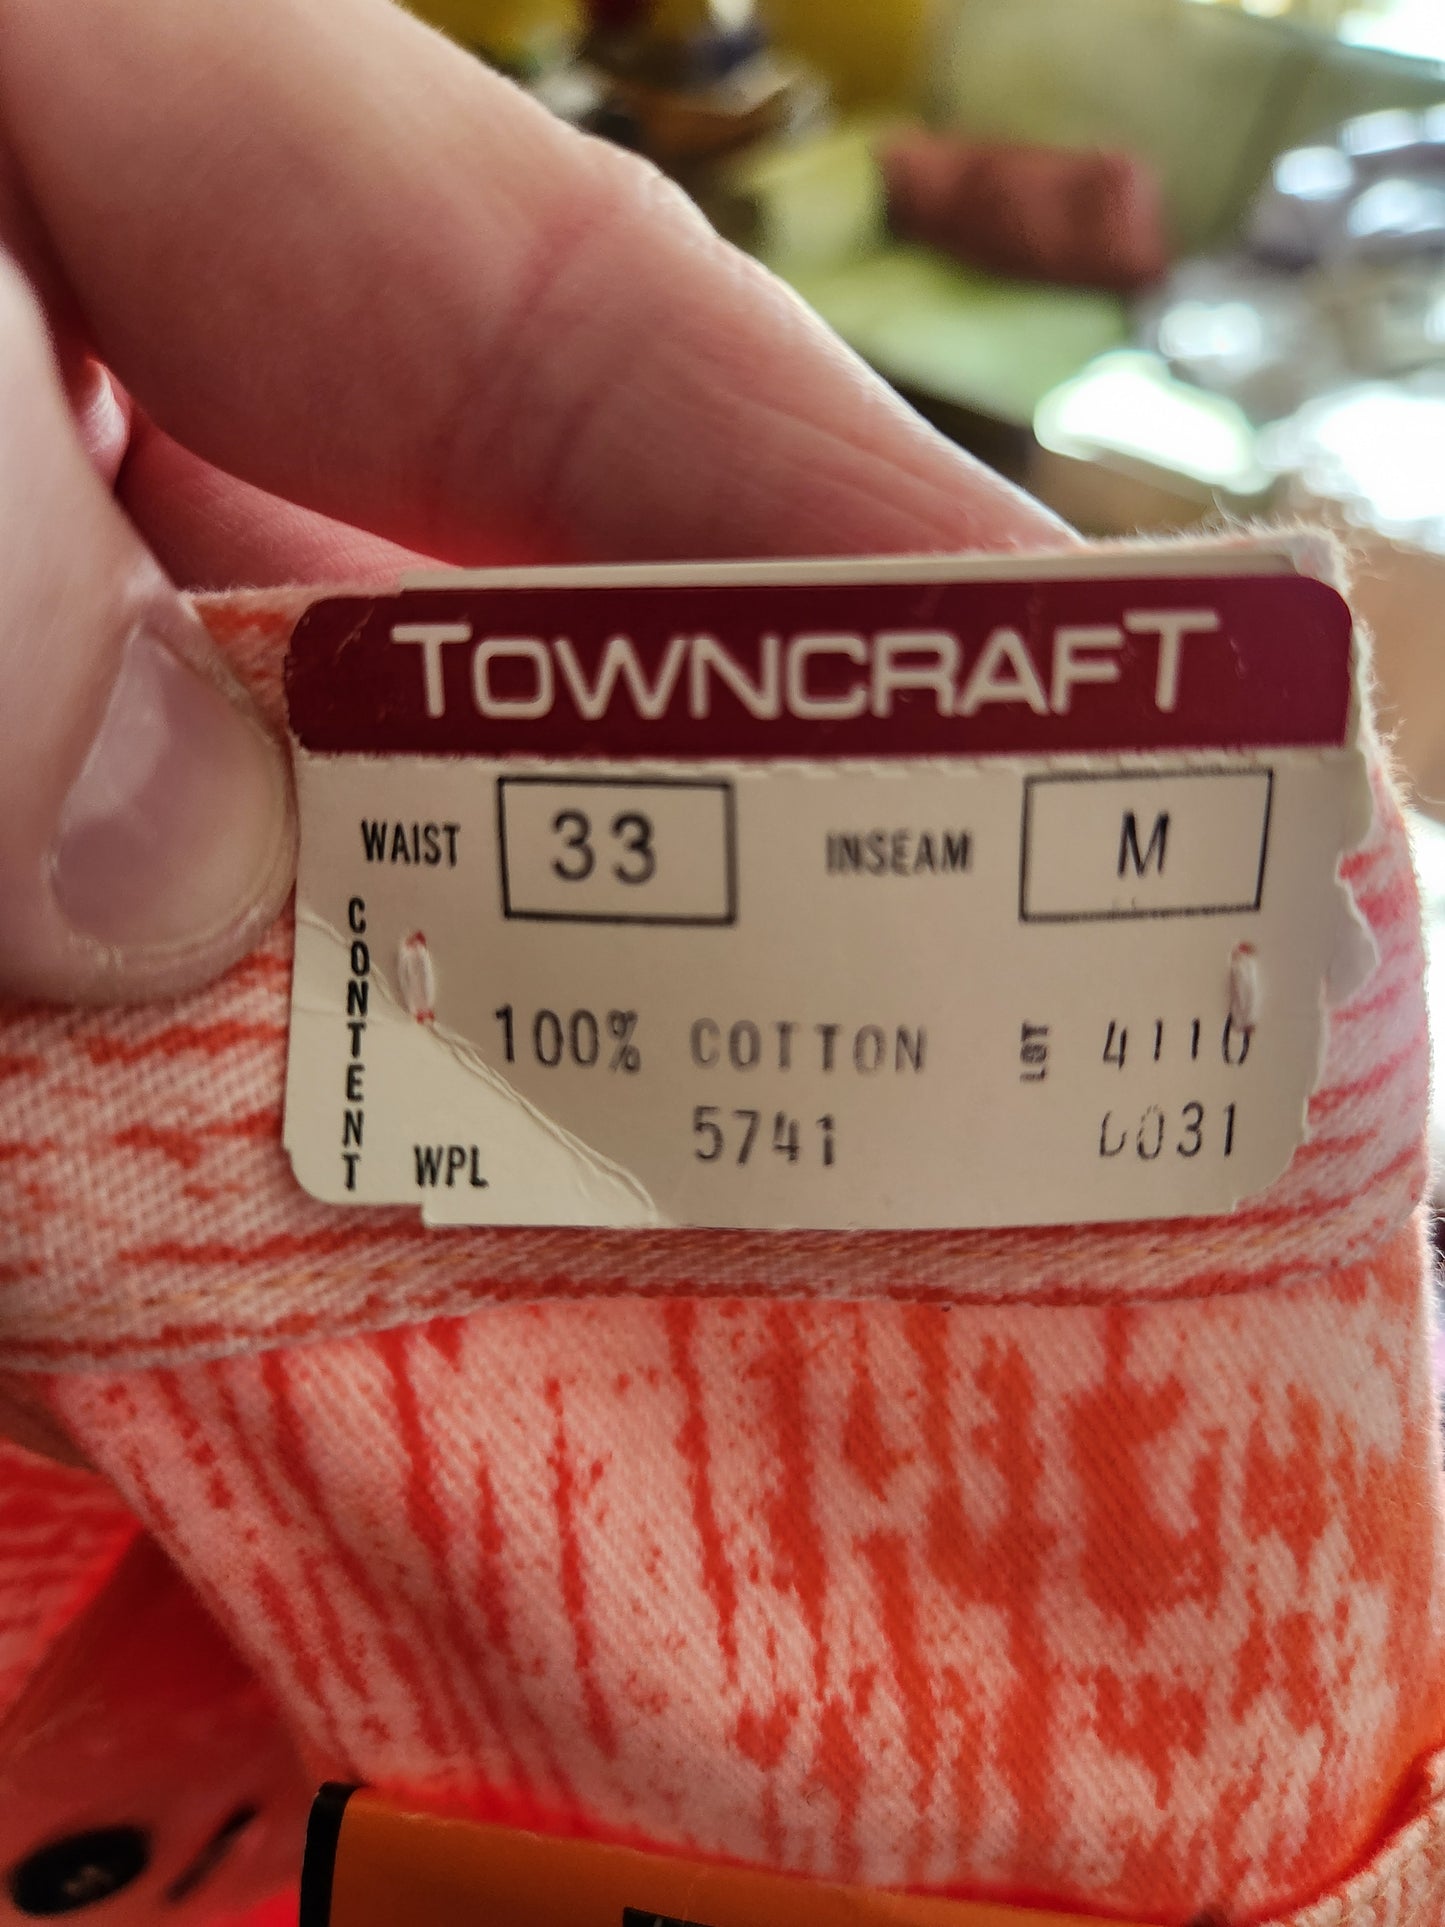 TOWNCRAFT
WAIST 33 INSEAM M
CONTENT
100% COTTON LOT 4110
WPL 5741 0031